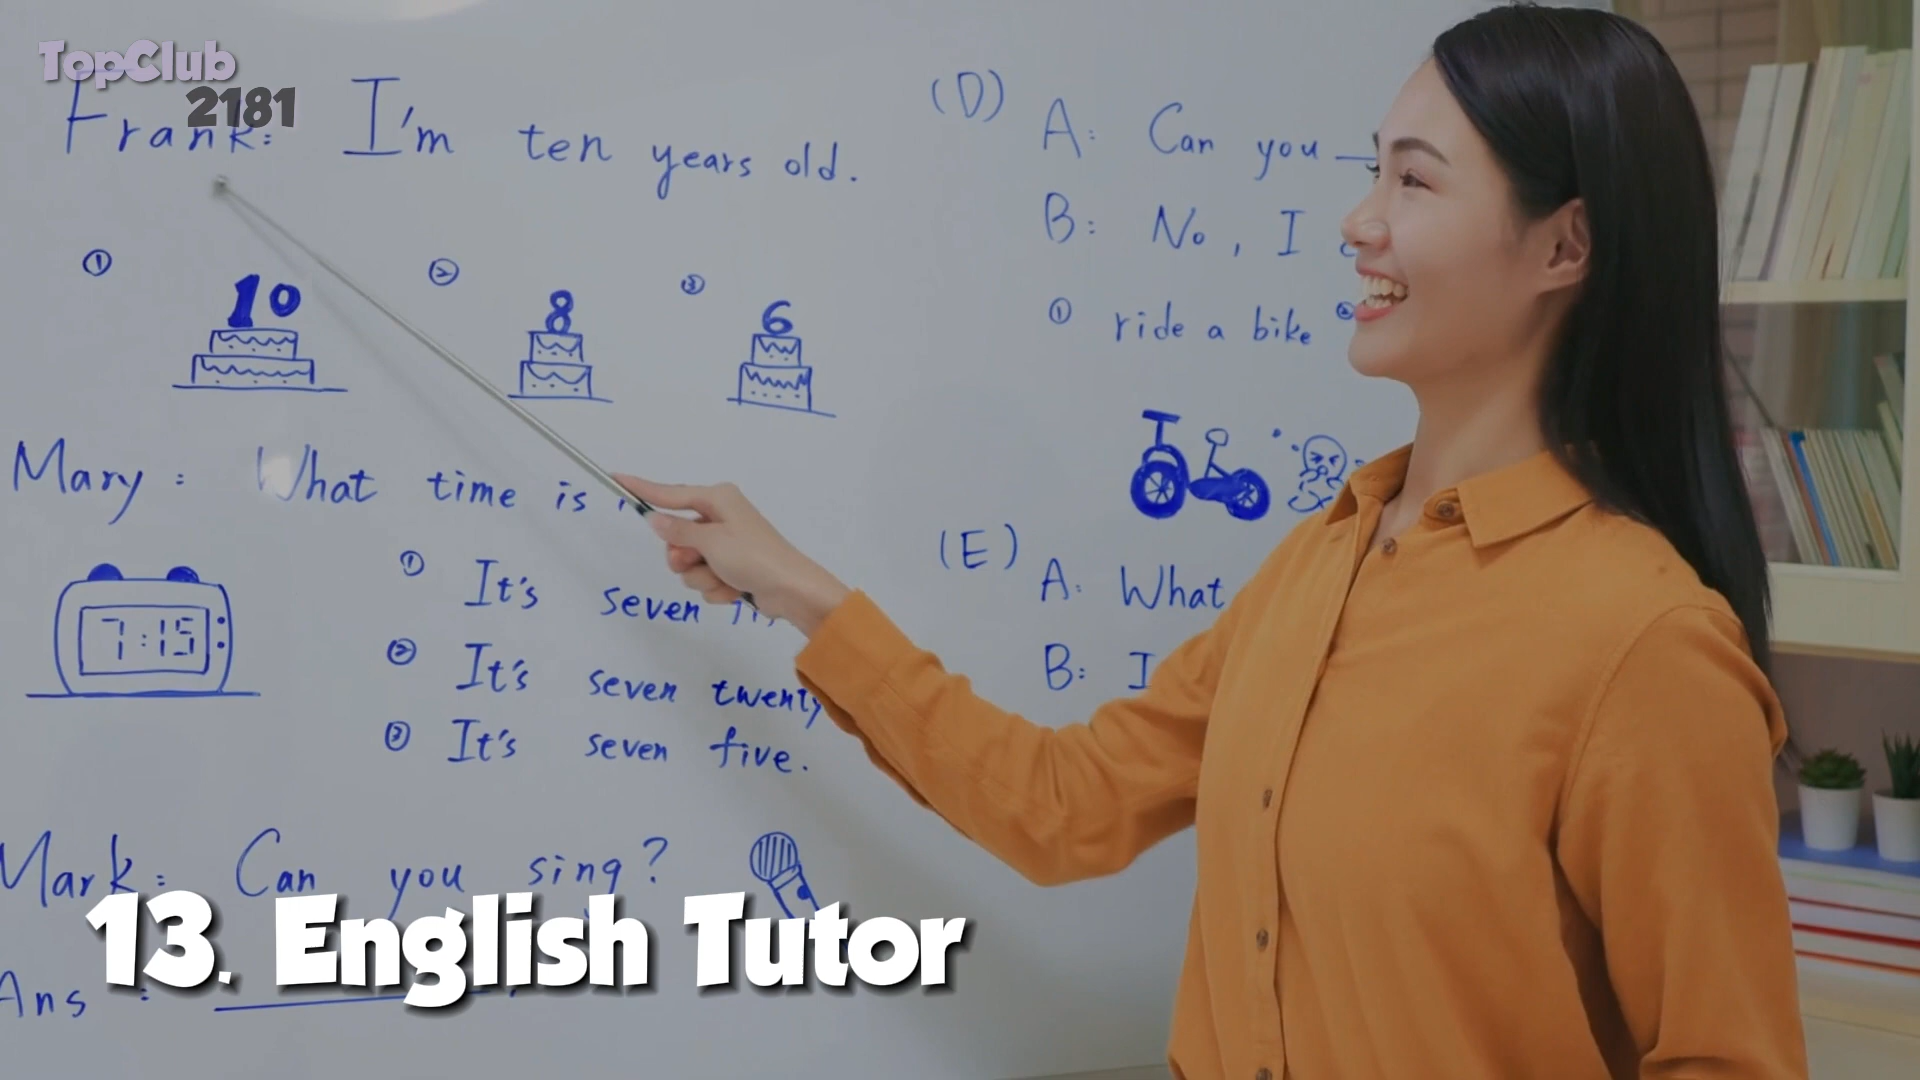 TopClub
2181
Frank: I'm ten years old.
① ② ③
10 8 6
Mary: What time is
7:15
① It's seven
② It's seven twenty
③ It's seven five.
Mark: Can you sing?
Ans:
(D) A: Can you
B: No, I
① ride a bike
(E) A: What
B: I
13. English Tutor